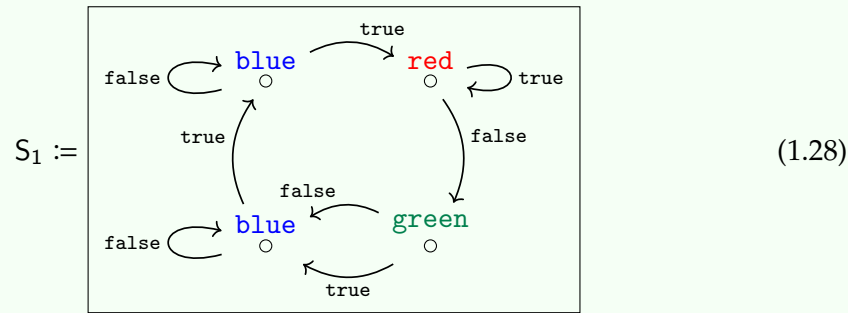 true
blue red
false true
S₁ := true false (1.28)
false
blue green
false
true